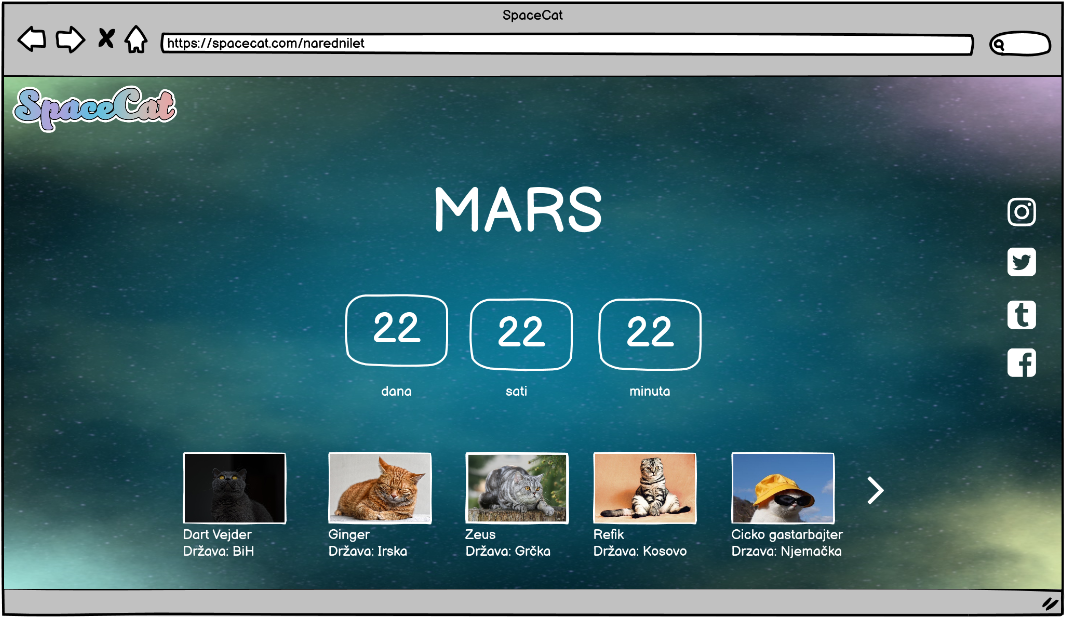 SpaceCat
https://spacecat.com/narednilet
SpaceCat
MARS
22
22
22
dana
sati
minuta
Dart Vejder
Država: BiH
Ginger
Država: Irska
Zeus
Država: Grčka
Refik
Država: Kosovo
Cicko gastarbajter
Drzava: Njemačka